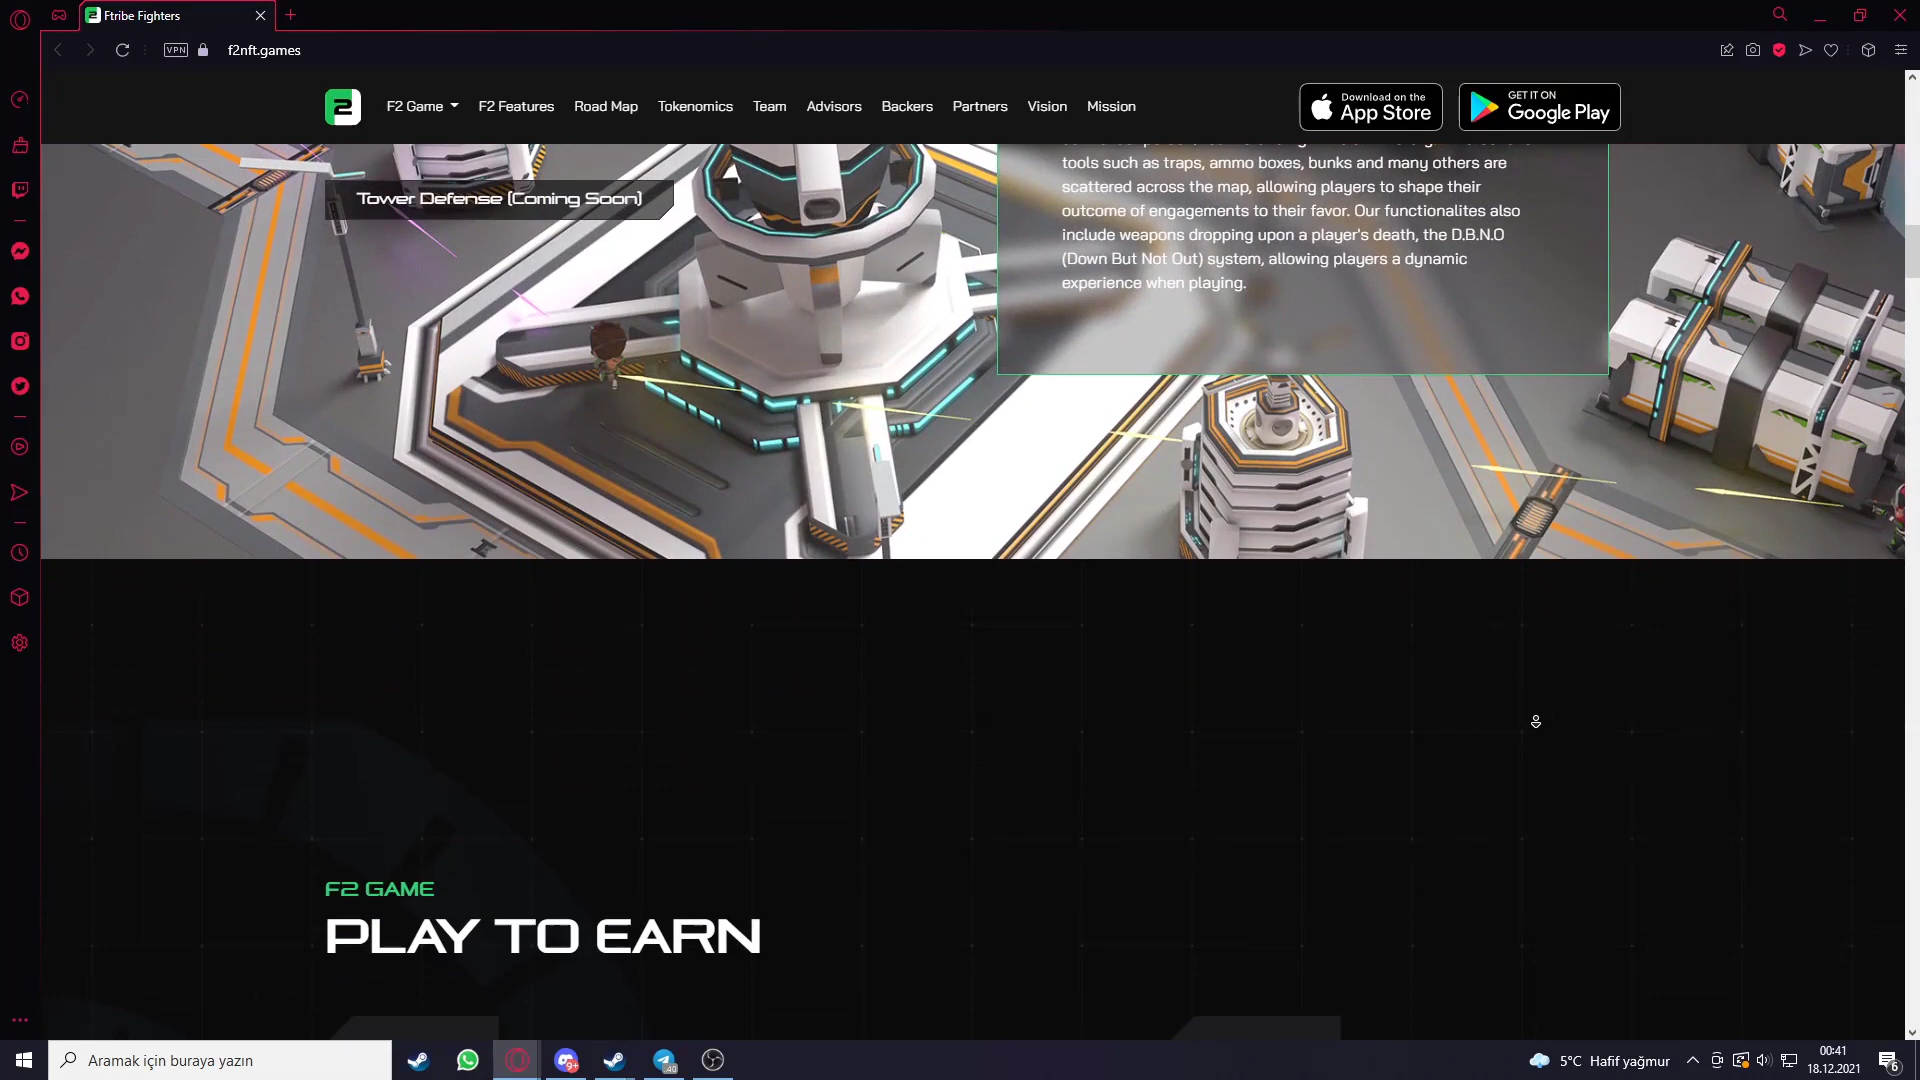 Ftribe Fighters
VPN
f2nft.games
F2 Game
F2 Features
Road Map
Tokenomics
Team
Advisors
Backers
Partners
Vision
Mission
Download on the
App Store
GET IT ON
Google Play
Tower Defense (Coming Soon)
tools such as traps, ammo boxes, bunks and many others are
scattered across the map, allowing players to shape their
outcome of engagements to their favor. Our functionalites also
include weapons dropping upon a player's death, the D.B.N.O
(Down But Not Out) system, allowing players a dynamic
experience when playing.
F2 GAME
PLAY TO EARN
Aramak için buraya yazın
9+
40
5°C Hafif yağmur
00:41
18.12.2021
6